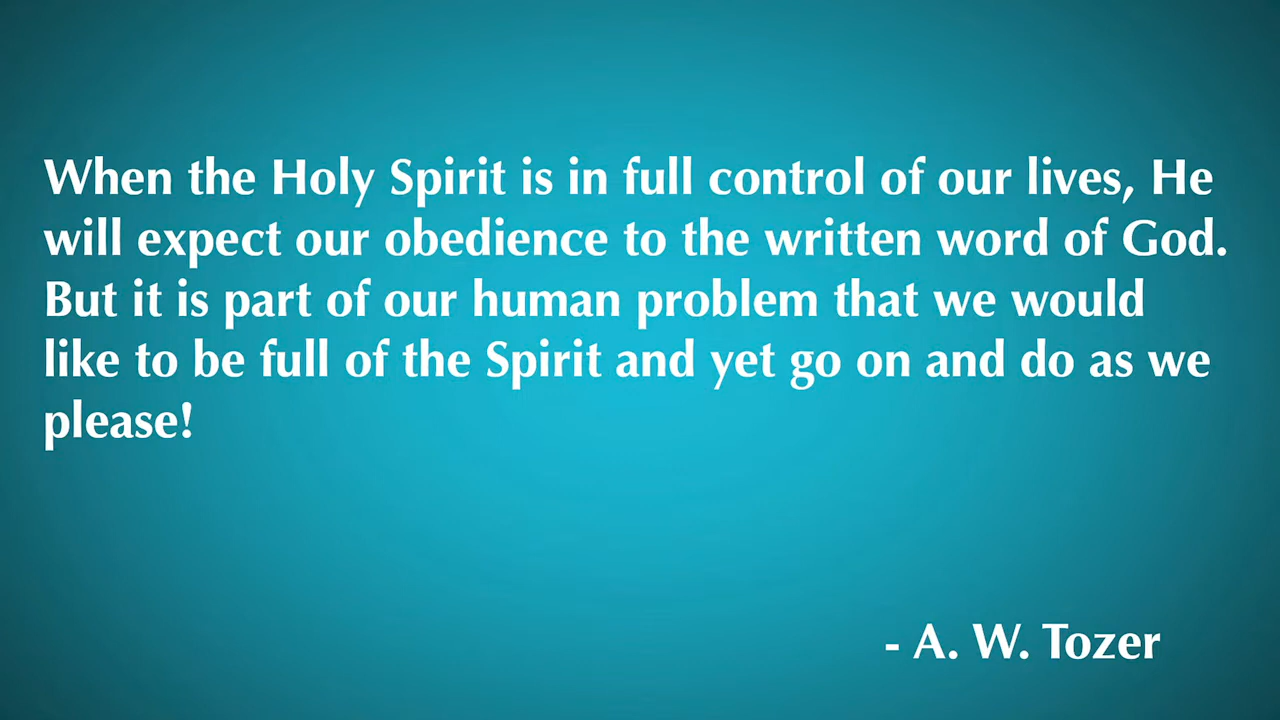 When the Holy Spirit is in full control of our lives, He
will expect our obedience to the written word of God.
But it is part of our human problem that we would
like to be full of the Spirit and yet go on and do as we
please!
- A. W. Tozer